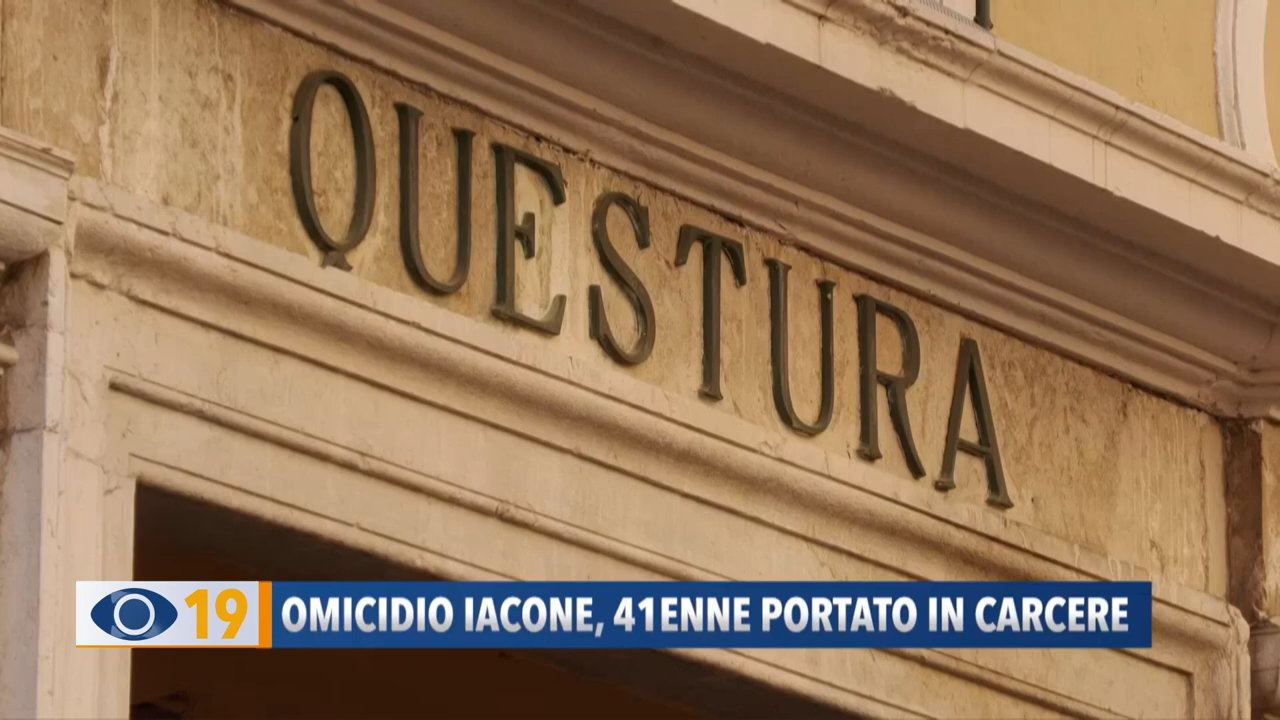 QUESTURA
19
OMICIDIO IACONE, 41ENNE PORTATO IN CARCERE